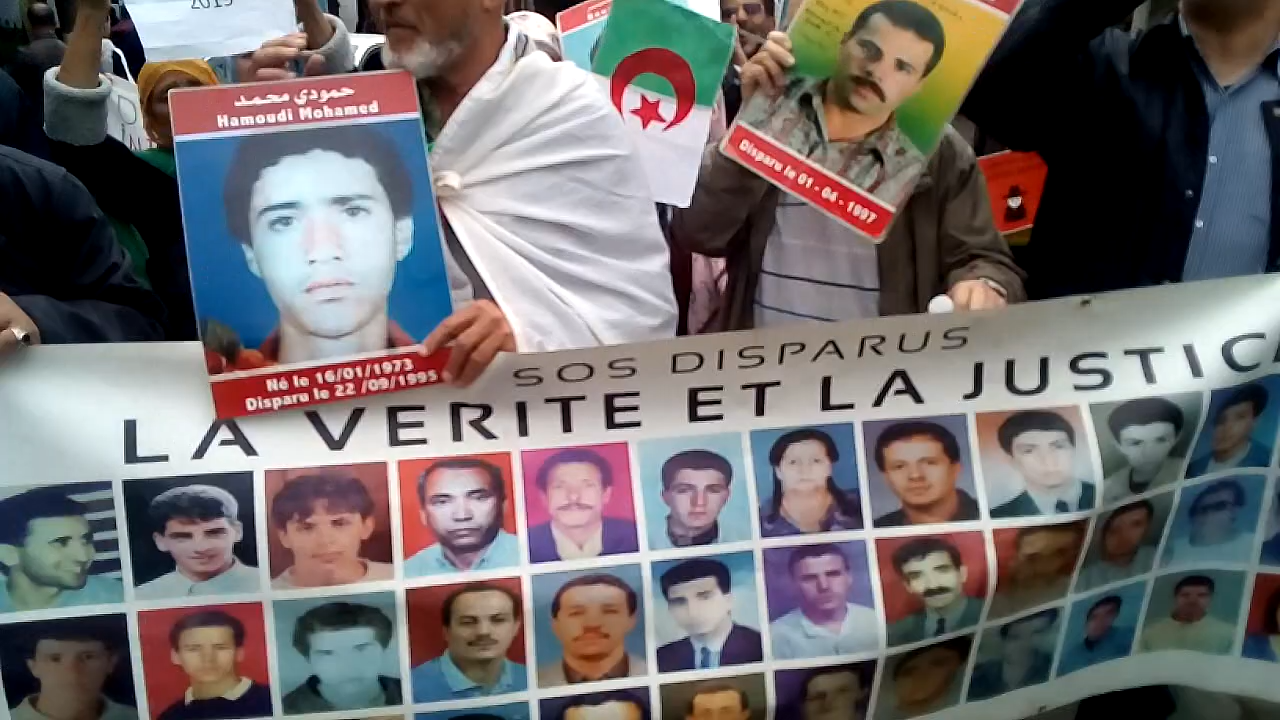 2019
حمودي محمد
Hamoudi Mohamed
Né le 16/01/1973
Disparu le 22 /09/1995
Disparu le 01 - 04 - 1997
SOS DISPARUS
LA VERITE ET LA JUSTIC